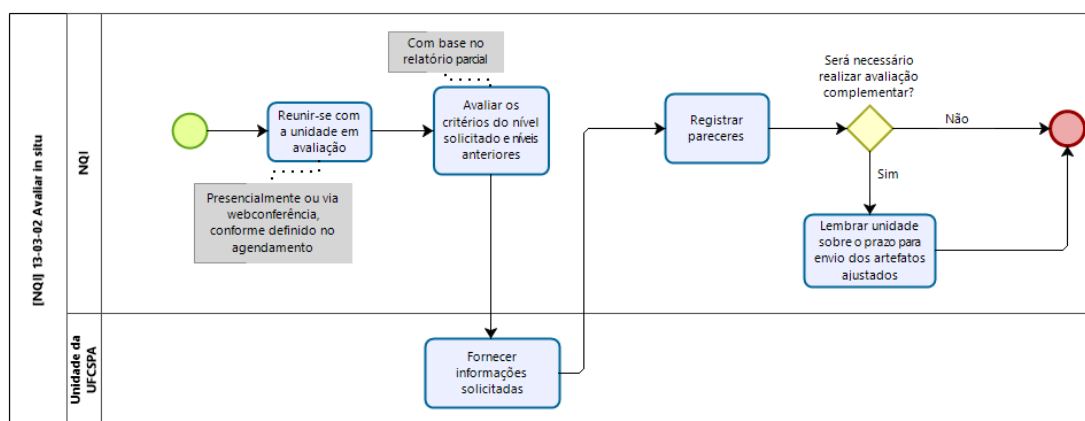 [NQI] 13-03-02 Avaliar in situ
NQI
Com base no
relatório parcial
Reunir-se com
a unidade em
avaliação
Avaliar os
critérios do nível
solicitado e níveis
anteriores
Presencialmente ou via
webconferência,
conforme definido no
agendamento
Registrar
pareceres
Será necessário
realizar avaliação
complementar?
Não
Sim
Lembrar unidade
sobre o prazo para
envio dos artefatos
ajustados
Unidade da
UFCSPA
Fornecer
informações
solicitadas